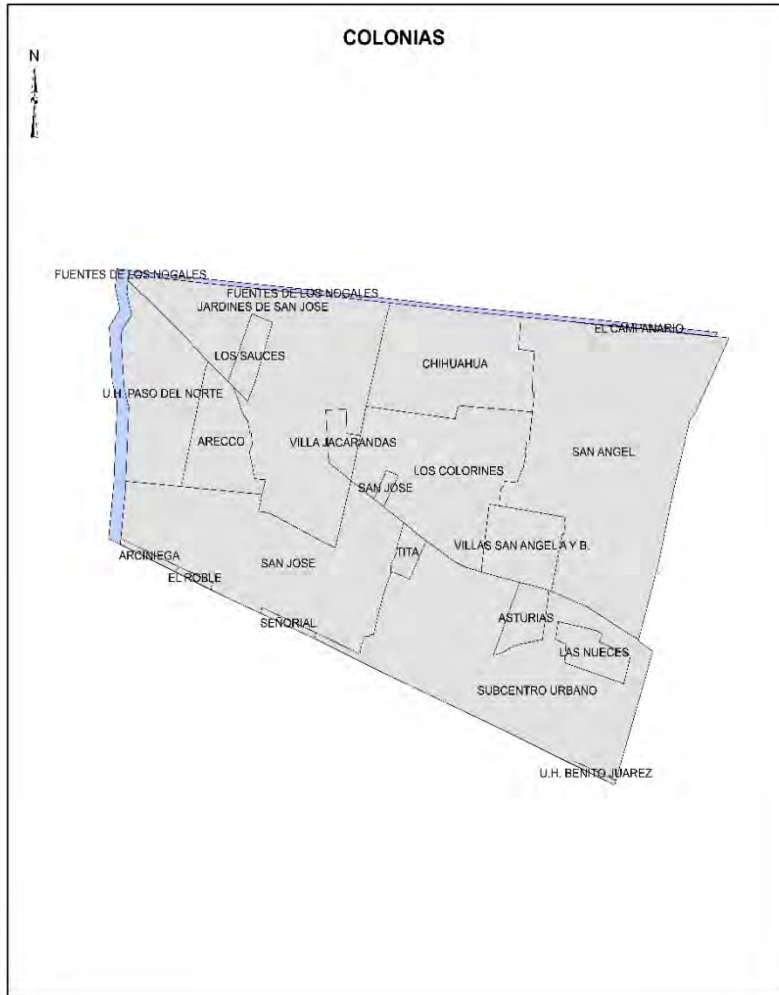 COLONIAS
N
FUENTES DE LOS NOGALES
FUENTES DE LOS NOGALES
JARDINES DE SAN JOSE
EL CAMPANARIO
LOS SAUCES
CHIHUAHUA
U.H. PASO DEL NORTE
ARECCO
VILLA JACARANDAS
SAN ANGEL
LOS COLORINES
SAN JOSE
TITA
VILLAS SAN ANGEL A Y B.
ARCINIEGA
SAN JOSE
EL ROBLE
SEÑORIAL
ASTURIAS
LAS NUECES
SUBCENTRO URBANO
U.H. BENITO JUAREZ